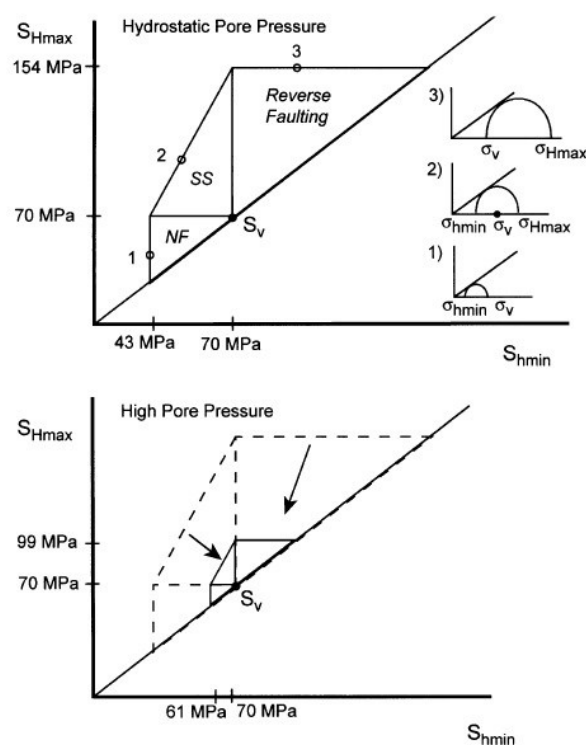 S_Hmax
Hydrostatic Pore Pressure
154 MPa
3
Reverse
Faulting
2
SS
70 MPa
S_v
NF
1
43 MPa
70 MPa
S_hmin
3)
σ_v
σ_Hmax
2)
σ_hmin
σ_v
σ_Hmax
1)
σ_hmin
σ_v
High Pore Pressure
S_Hmax
99 MPa
70 MPa
S_v
61 MPa
70 MPa
S_hmin